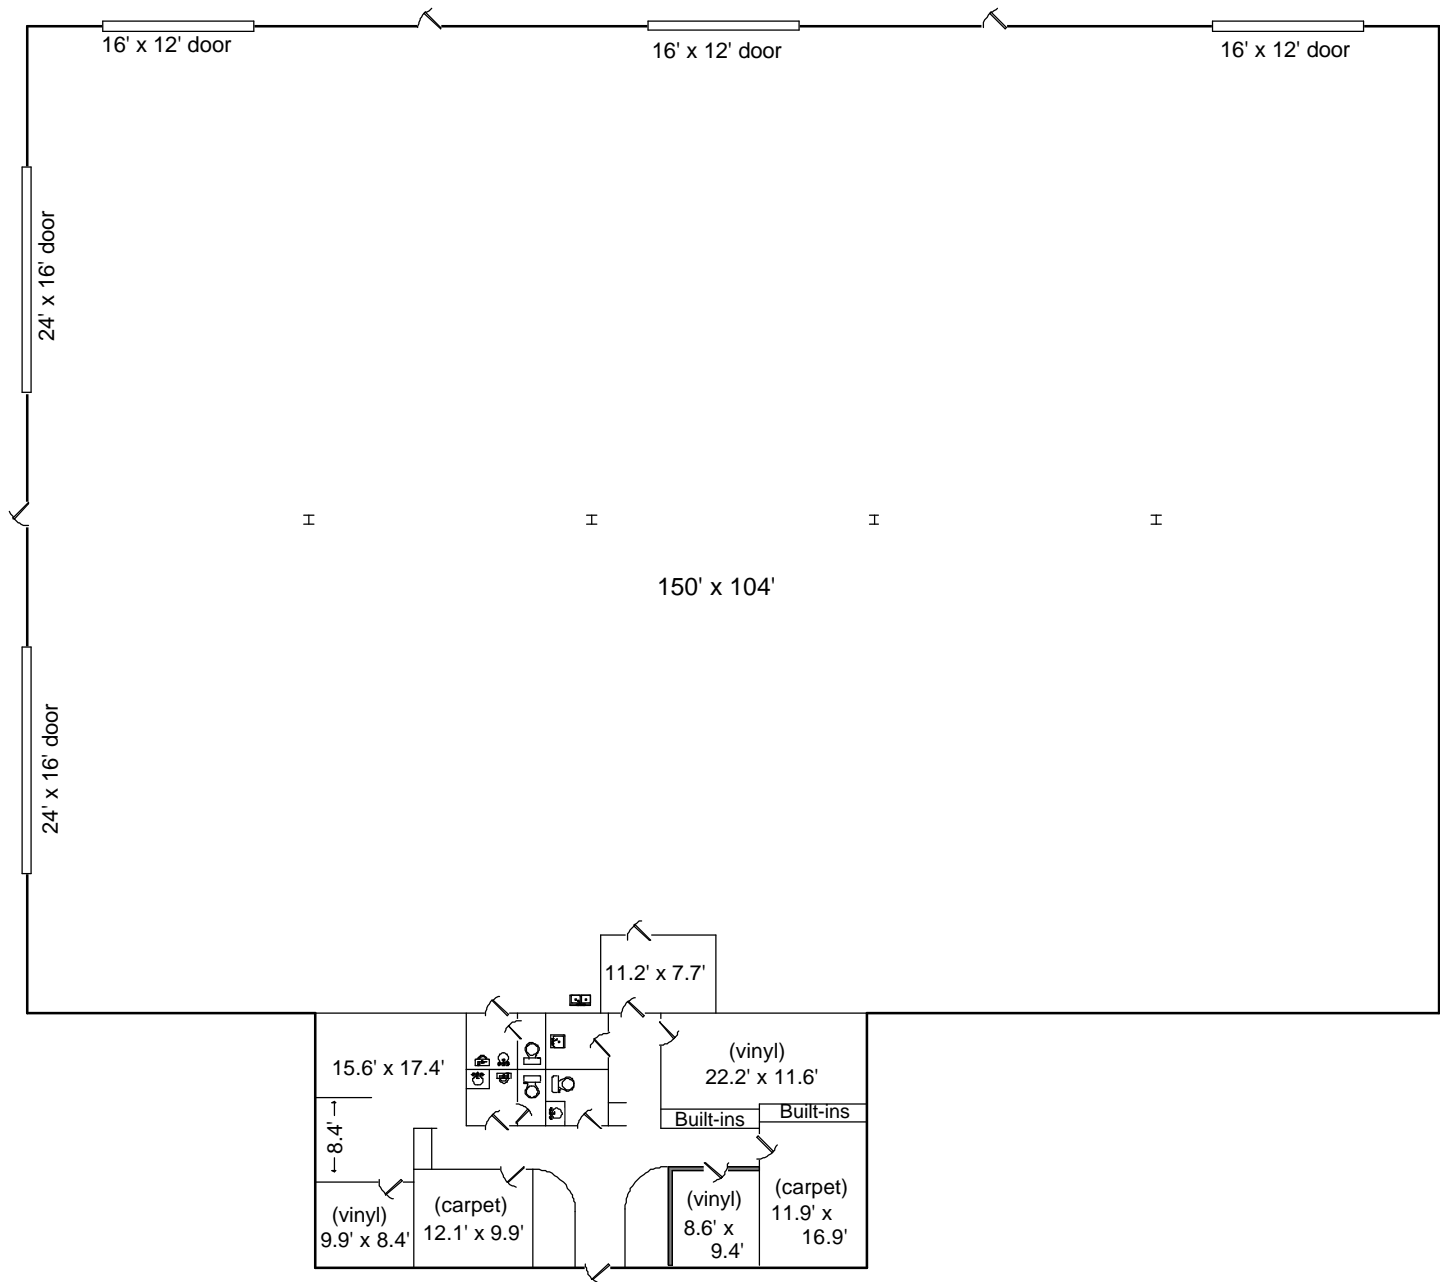 16' x 12' door
16' x 12' door
16' x 12' door
24' x 16' door
150' x 104'
24' x 16' door
11.2' x 7.7'
15.6' x 17.4'
(vinyl)
22.2' x 11.6'
Built-ins
Built-ins
8.4'
(vinyl)
9.9' x 8.4'
(carpet)
12.1' x 9.9'
(vinyl)
8.6' x
9.4'
(carpet)
11.9' x
16.9'